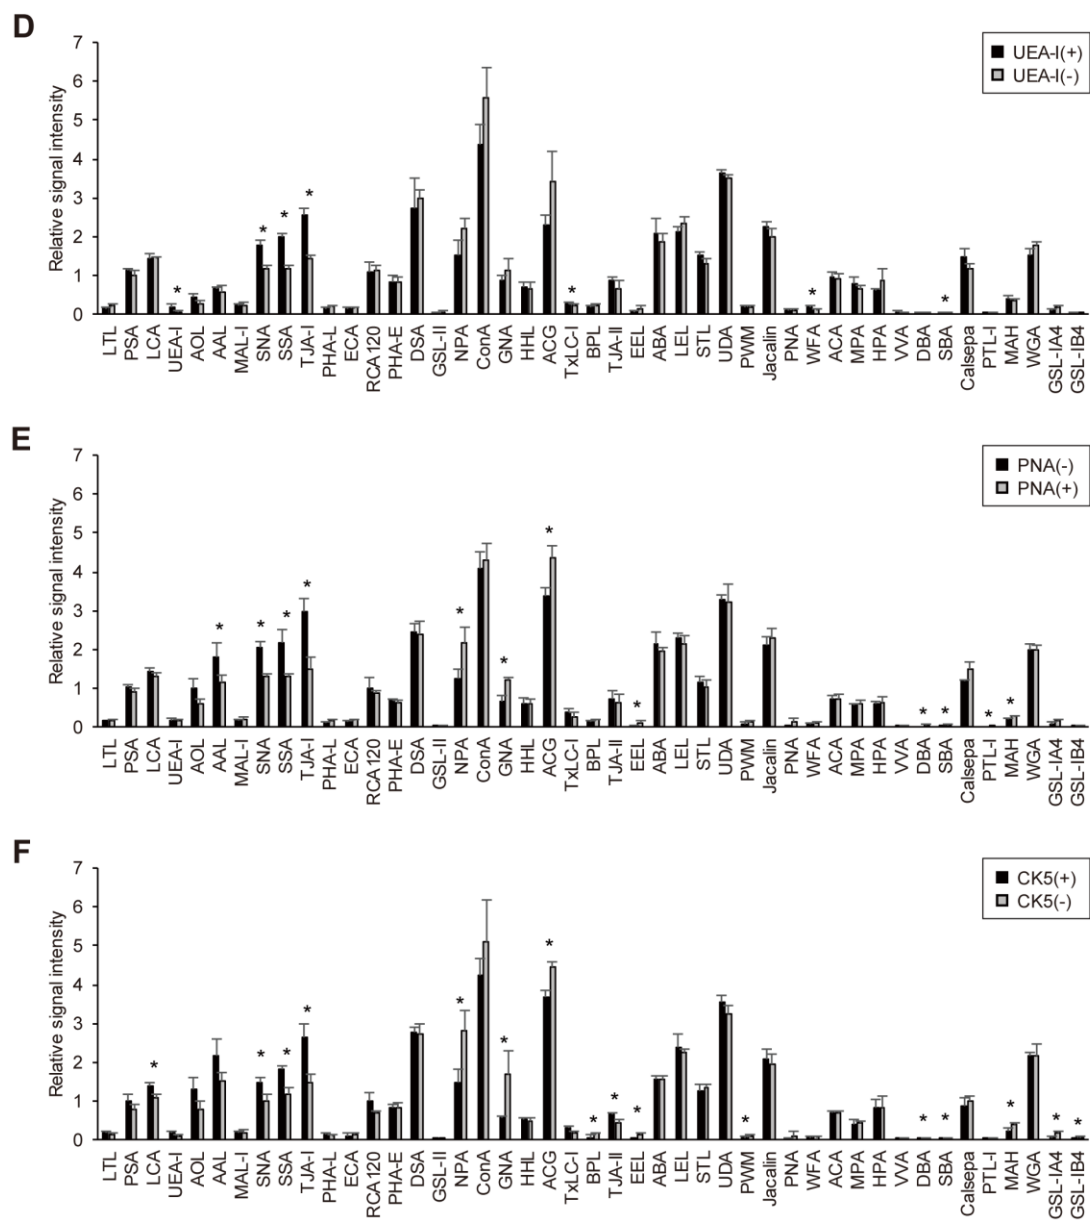 D
7
6
5
4
3
2
1
0
Relative signal intensity
UEA-I(+)
UEA-I(-)
* * * * * * *
LTL PSA LCA UEA-I AOL AAL MAL-I SNA SSA TJA-I PHA-L ECA RCA120 PHA-E DSA GSL-II NPA ConA GNA HHL ACG TxLC-I BPL TJA-II EEL ABA LEL STL UDA PWM Jacalin PNA WFA ACA MPA HPA VVA DBA SBA Calsepa PTL-I MAH WGA GSL-IA4 GSL-IB4
E
7
6
5
4
3
2
1
0
Relative signal intensity
PNA(-)
PNA(+)
* * * * * * * * * * * *
LTL PSA LCA UEA-I AOL AAL MAL-I SNA SSA TJA-I PHA-L ECA RCA120 PHA-E DSA GSL-II NPA ConA GNA HHL ACG TxLC-I BPL TJA-II EEL ABA LEL STL UDA PWM Jacalin PNA WFA ACA MPA HPA VVA DBA SBA Calsepa PTL-I MAH WGA GSL-IA4 GSL-IB4
F
7
6
5
4
3
2
1
0
Relative signal intensity
CK5(+)
CK5(-)
* * * * * * * * * * * * * * * *
LTL PSA LCA UEA-I AOL AAL MAL-I SNA SSA TJA-I PHA-L ECA RCA120 PHA-E DSA GSL-II NPA ConA GNA HHL ACG TxLC-I BPL TJA-II EEL ABA LEL STL UDA PWM Jacalin PNA WFA ACA MPA HPA VVA DBA SBA Calsepa PTL-I MAH WGA GSL-IA4 GSL-IB4